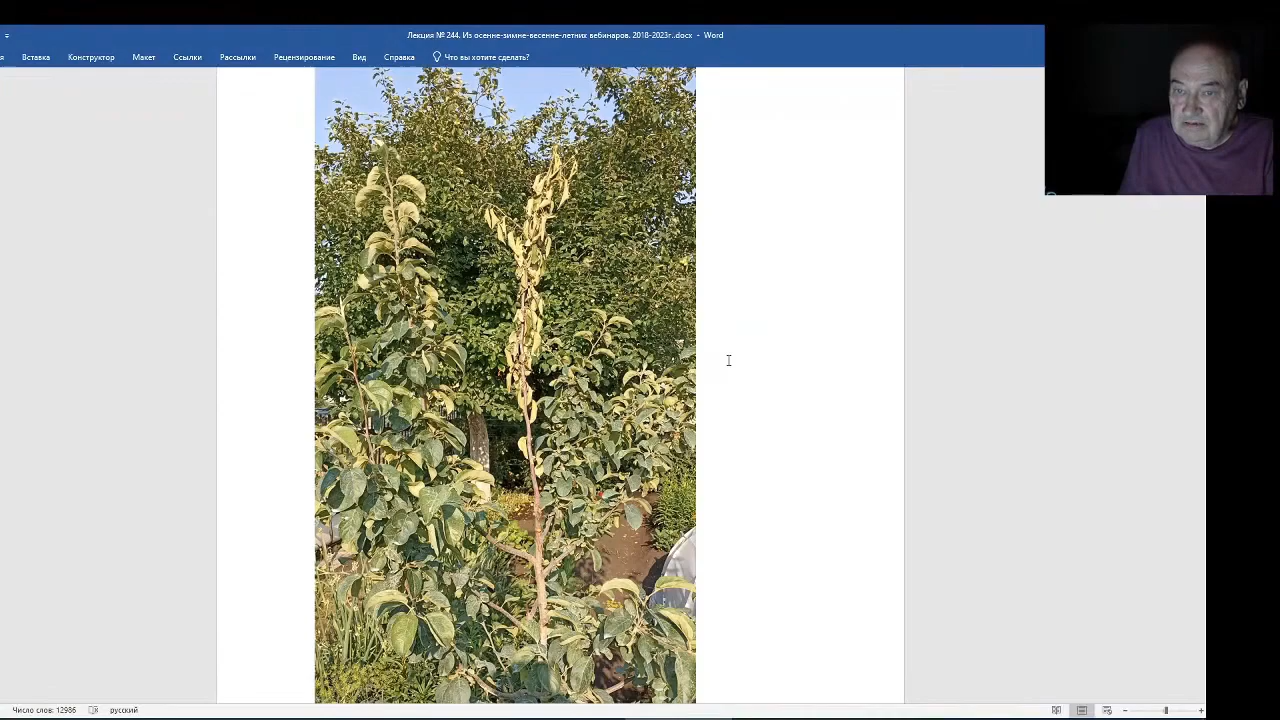 Лекция № 244. Из осенне-зимне-весенне-летних вебинаров. 2018-2023г..docx - Word
я Вставка Конструктор Макет Ссылки Рассылки Рецензирование Вид Справка Что вы хотите сделать?
Число слов: 12986 русский